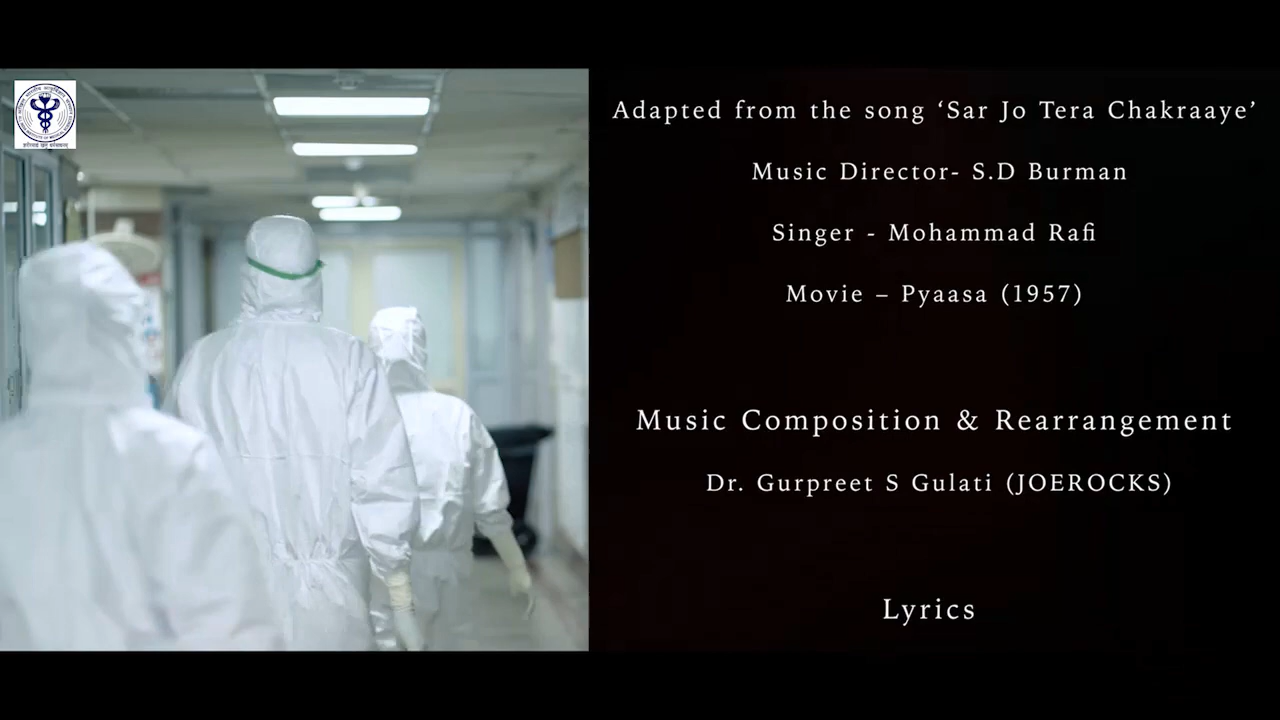 Adapted from the song ‘Sar Jo Tera Chakraaye’
Music Director- S.D Burman
Singer - Mohammad Rafi
Movie – Pyaasa (1957)
Music Composition & Rearrangement
Dr. Gurpreet S Gulati (JOEROCKS)
Lyrics